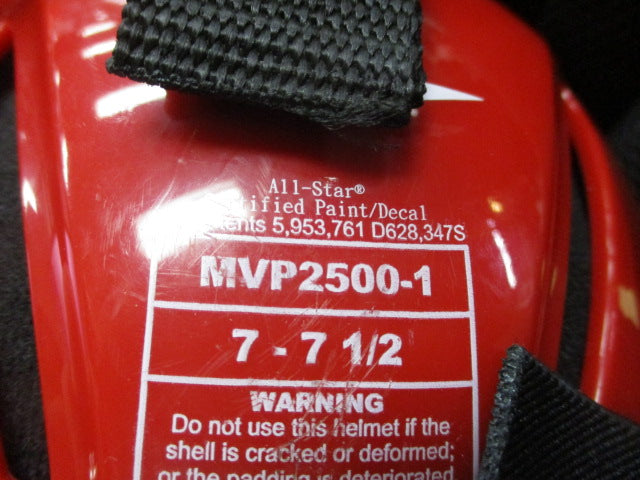 All-Star®
Paint/Decal
5,953,761 D628,347S
MVP2500-1
7 - 7 1/2
WARNING
Do not use this helmet if the
shell is cracked or deformed;
or the padding is deteriorated